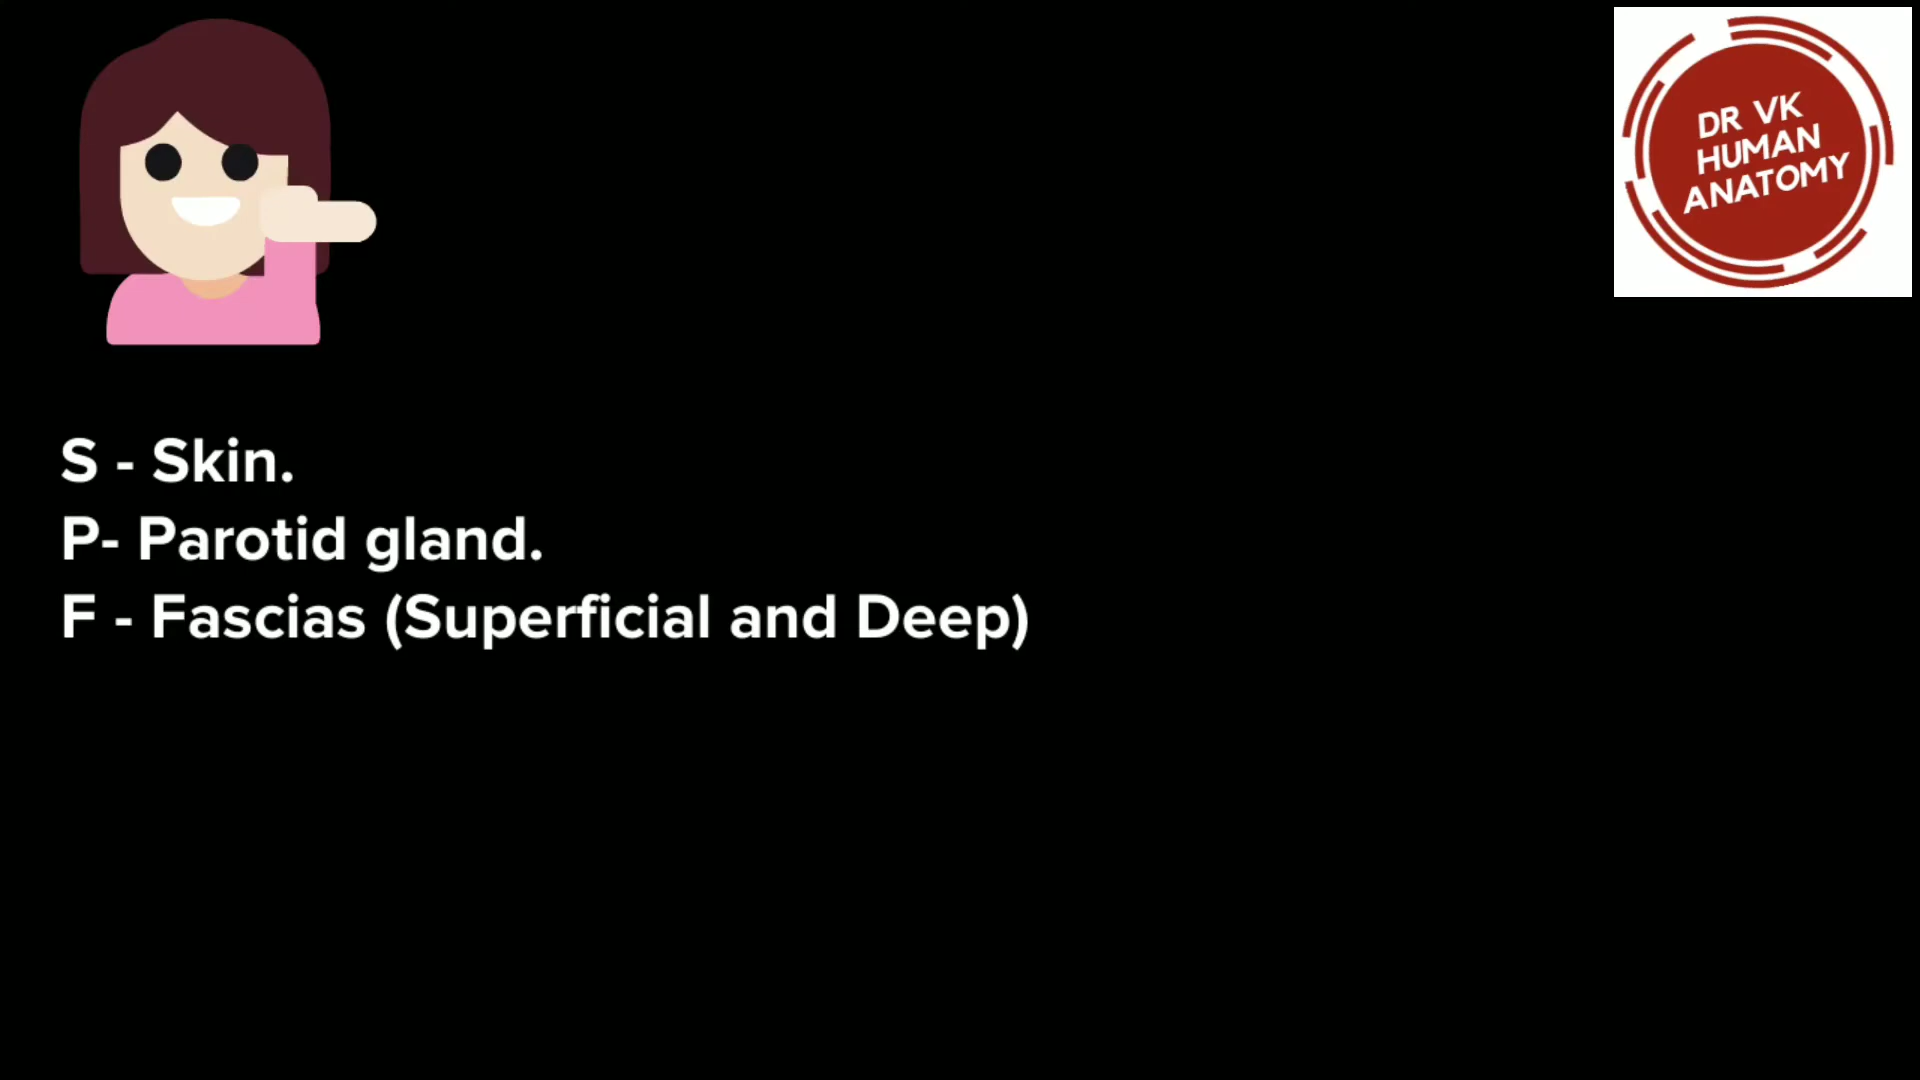 DR VK
HUMAN
ANATOMY
S - Skin.
P- Parotid gland.
F - Fascias (Superficial and Deep)